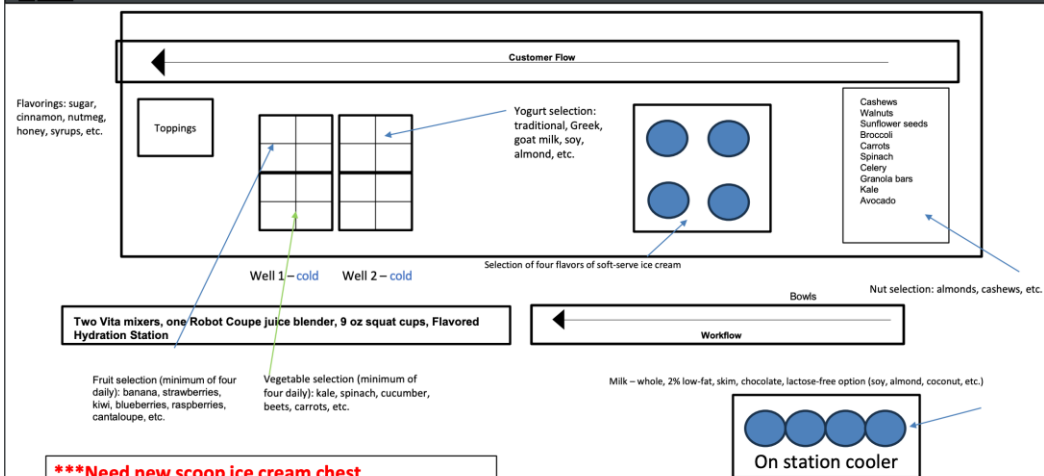 Customer Flow
Flavorings: sugar,
cinnamon, nutmeg,
honey, syrups, etc.
Toppings
Yogurt selection:
traditional, Greek,
goat milk, soy,
almond, etc.
Cashews
Walnuts
Sunflower seeds
Broccoli
Carrots
Spinach
Celery
Granola bars
Kale
Avocado
Well 1 – cold
Well 2 – cold
Selection of four flavors of soft-serve ice cream
Nut selection: almonds, cashews, etc.
Bowls
Two Vita mixers, one Robot Coupe juice blender, 9 oz squat cups, Flavored
Hydration Station
Workflow
Fruit selection (minimum of four
daily): banana, strawberries,
kiwi, blueberries, raspberries,
cantaloupe, etc.
Vegetable selection (minimum of
four daily): kale, spinach, cucumber,
beets, carrots, etc.
Milk – whole, 2% low-fat, skim, chocolate, lactose-free option (soy, almond, coconut, etc.)
On station cooler
***Need new scoop ice cream chest